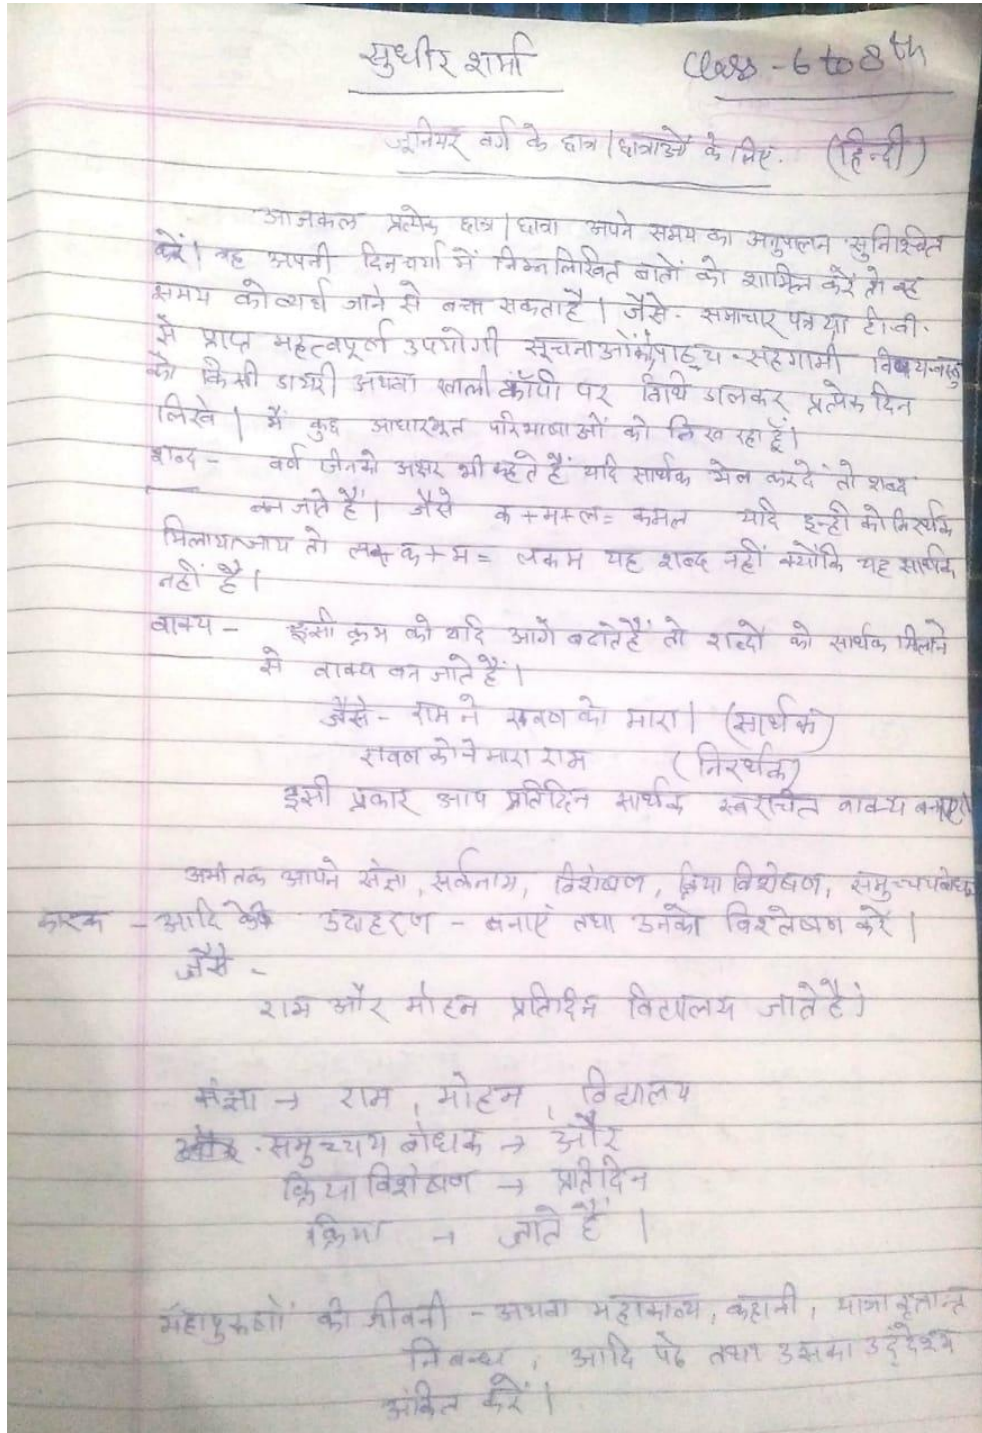 सुधीर शर्मा Class - 6 to 8th
जूनियर वर्ग के छात्र/छात्राओं के लिए. (हिन्दी)
आजकल प्रत्येक छात्र/छात्रा अपने समय का अनुपालन सुनिश्चित
करें। वह अपनी दिनचर्या में निम्नलिखित बातों को शामिल करें तो वह
समय को व्यर्थ जाने से बचा सकता है। जैसे- समाचार पत्र या टी.वी.
से प्राप्त महत्वपूर्ण उपयोगी सूचनाओं को, पाठ्य-सहगामी विषय-वस्तु
को किसी डायरी अथवा खाली कॉपी पर तिथि डालकर प्रत्येक दिन
लिखें। मैं कुछ आधारभूत परिभाषाओं को लिख रहा हूँ।
शब्द - वर्ण जिनको अक्षर भी कहते हैं यदि सार्थक मेल कर दें तो शब्द
बन जाते हैं। जैसे क+म+ल= कमल यदि इन्ही को निरर्थक
मिलाया जाय तो ल+क+म= लकम यह शब्द नहीं क्योंकि यह सार्थक
नहीं है।
वाक्य - इसी क्रम को यदि आगे बढाते हैं तो शब्दों को सार्थक मिलाने
से वाक्य बन जाते हैं।
जैसे- राम ने रावण को मारा। (सार्थक)
रावण को ने मारा राम (निरर्थक)
इसी प्रकार आप प्रतिदिन सार्थक स्वरचित वाक्य बनाएं
अभी तक आपने संज्ञा, सर्वनाम, विशेषण, क्रिया विशेषण, समुच्चयबोधक
कारक - आदि के उदाहरण - बनाएं तथा उनका विश्लेषण करें।
जैसे -
राम और मोहन प्रतिदिन विद्यालय जाते हैं।
संज्ञा → राम, मोहन, विद्यालय
समुच्चय बोधक → और
क्रिया विशेषण → प्रतिदिन
क्रिया → जाते हैं।
महापुरुषों की जीवनी - अथवा महाकाव्य, कहानी, यात्रा वृतान्त
निबन्ध, आदि पढे तथा उसका उद्देश्य
अंकित करें।